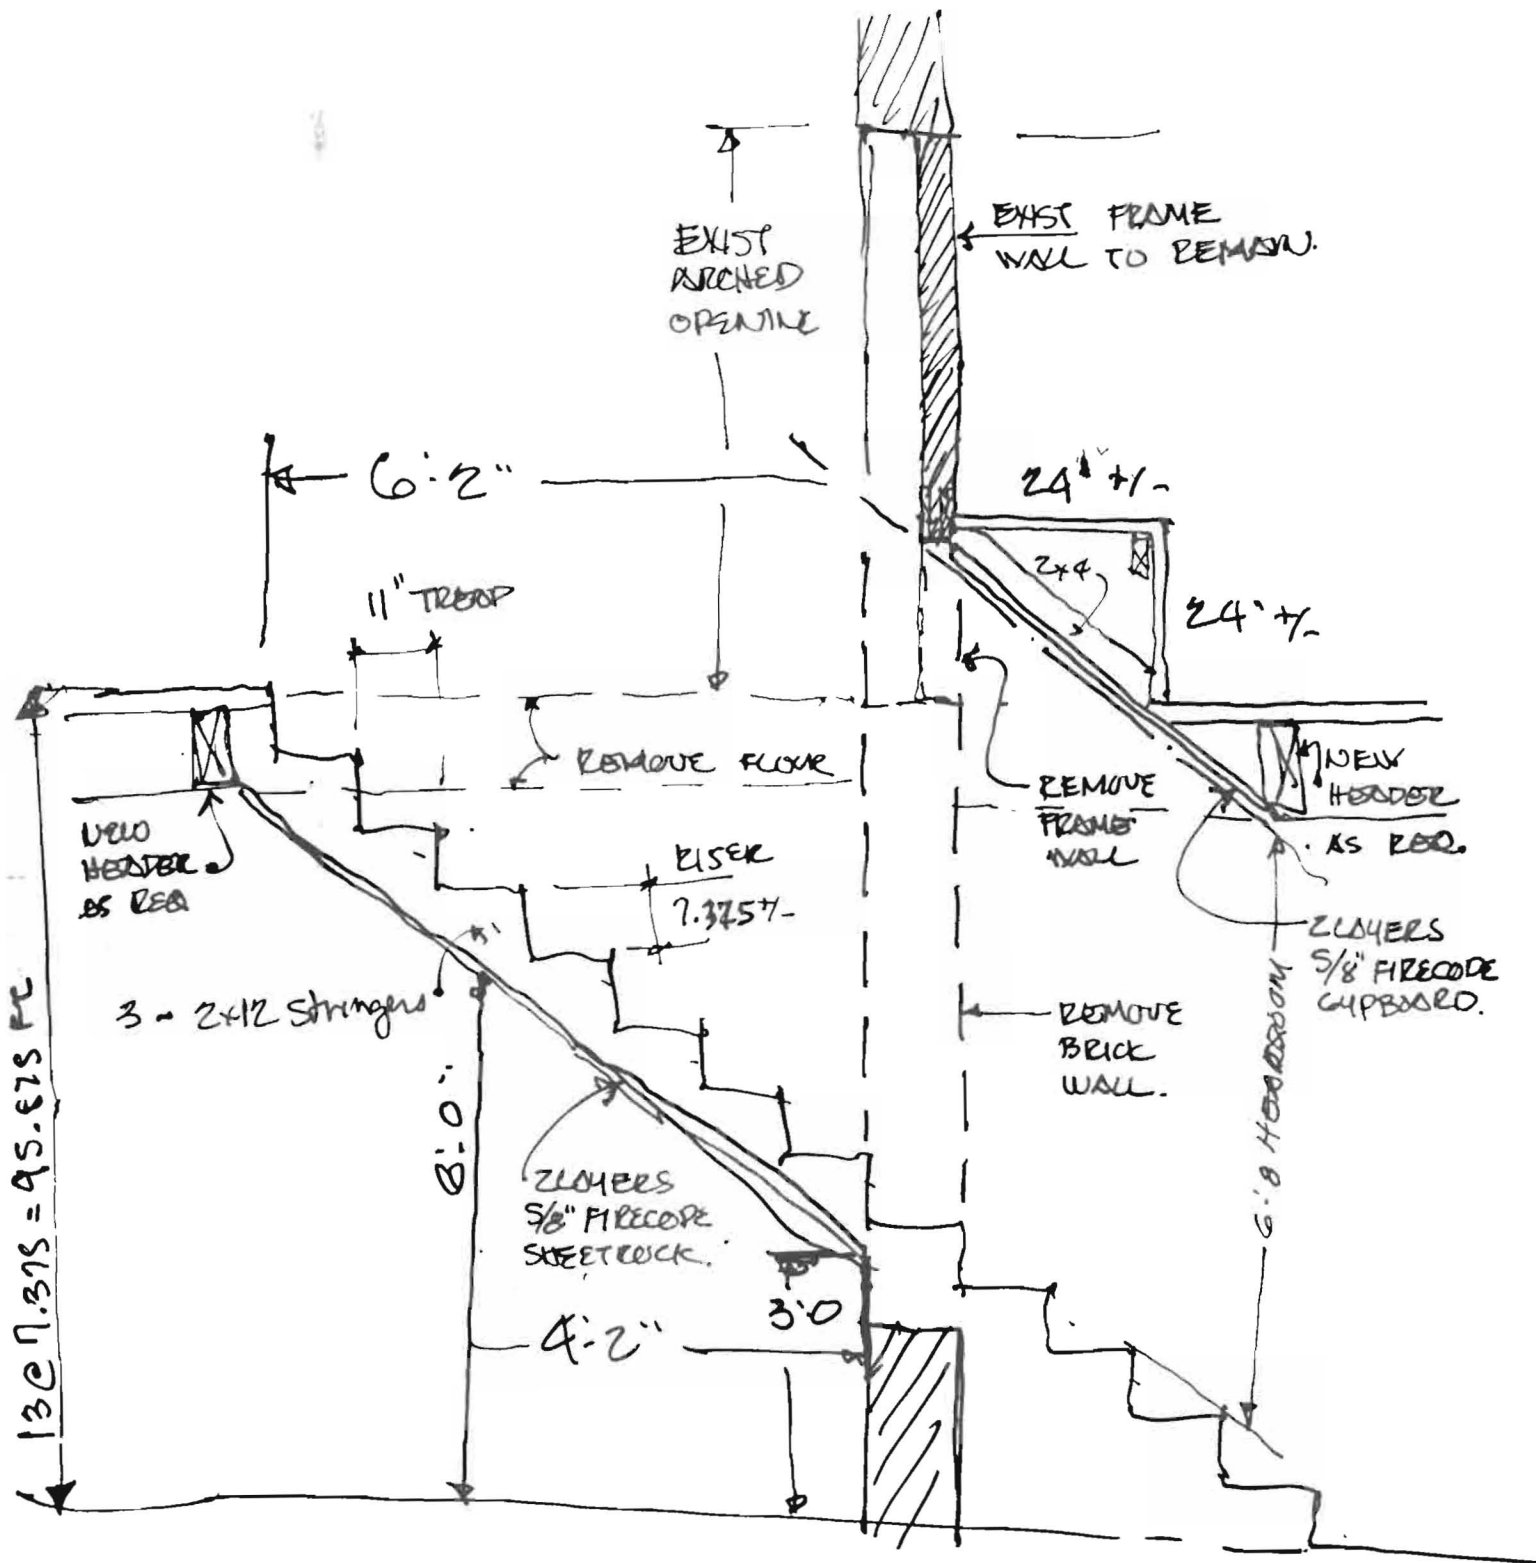 EXIST FRAME
WALL TO REMAIN.
EXIST
ARCHED
OPENING
6'-2"
24" +/-
11" TREAD
2x4
24" +/-
REMOVE FLOOR
NEW
HEADER
AS REQ.
REMOVE
FRAME
WALL
NEW
HEADER
AS REQ
RISER
7.375 +/-
2 LAYERS
5/8" FIRECODE
GYPBOARD.
3 - 2x12 Stringers
REMOVE
BRICK
WALL.
13 @ 7.375 = 95.875
8'-0"
6'-8 HEADROOM
2 LAYERS
5/8" FIRECODE
SHEETROCK.
3'-0
4'-2"